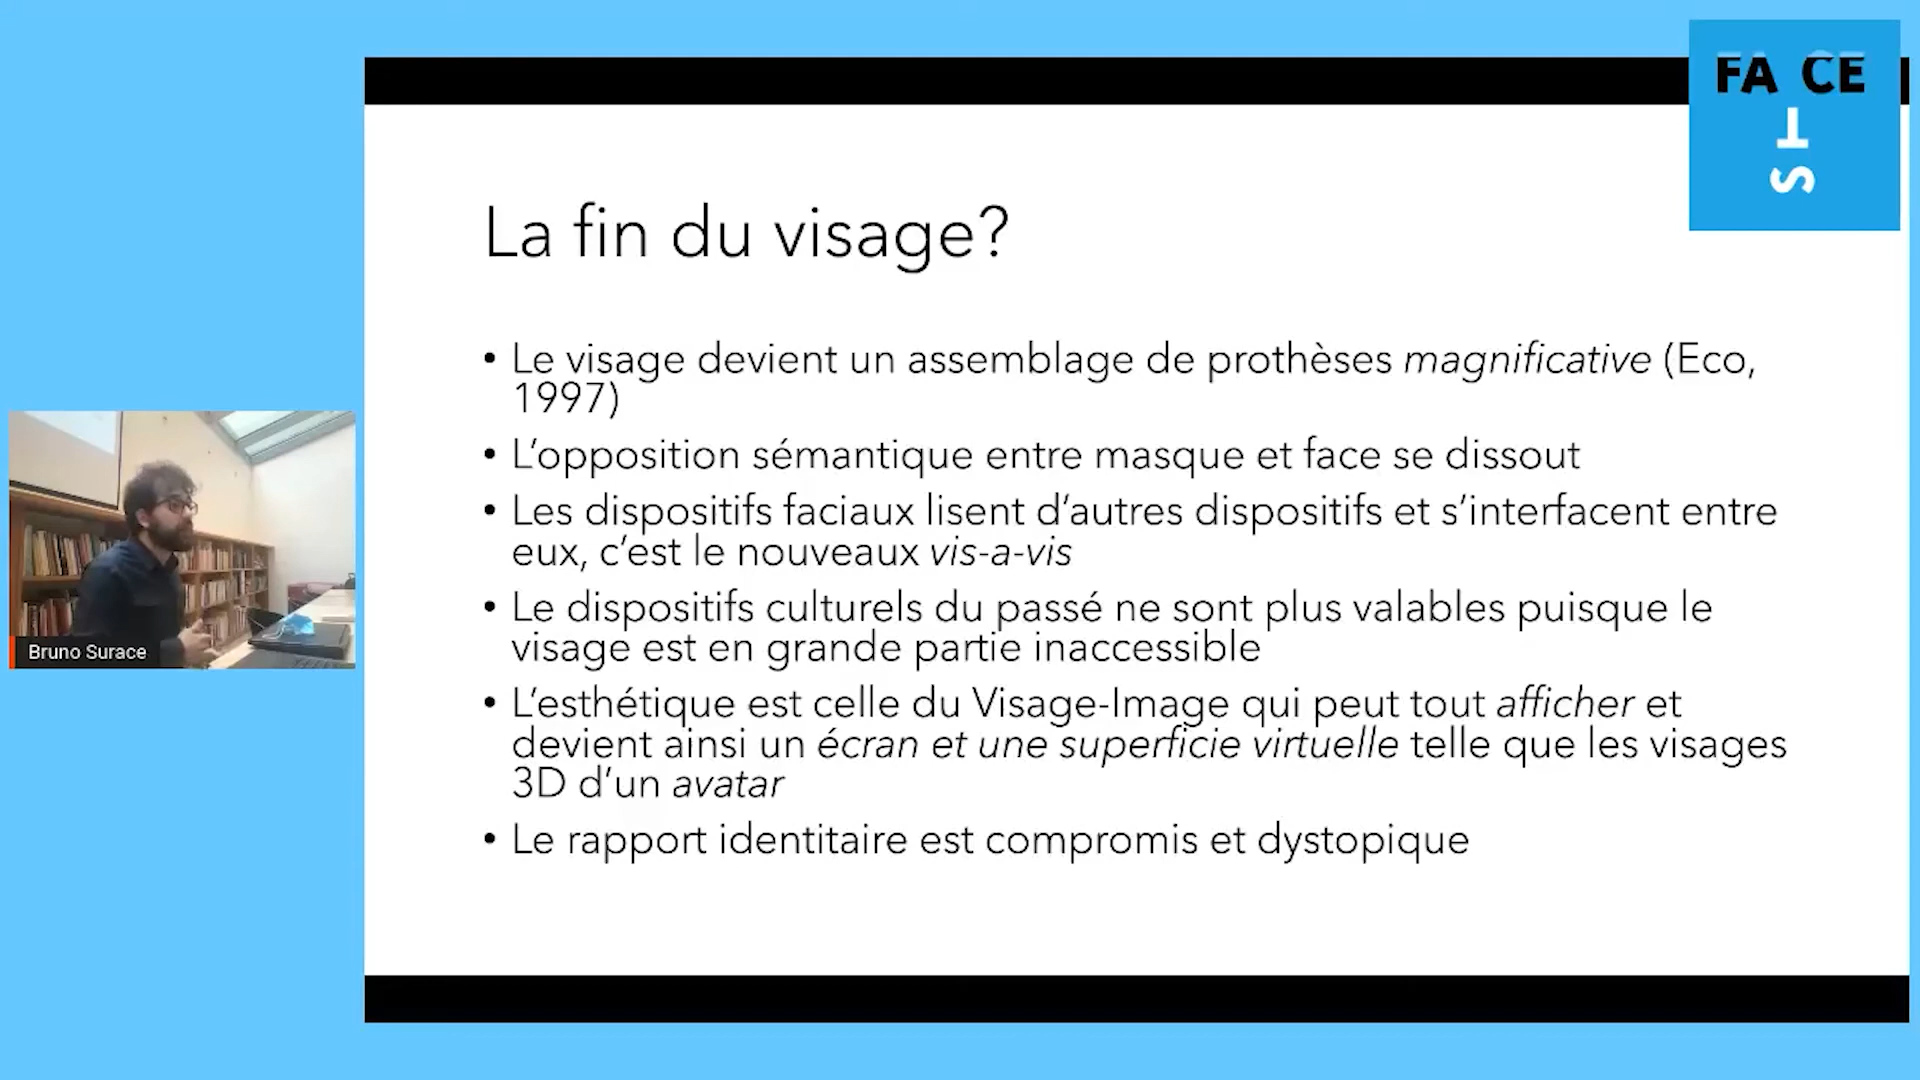 FA CE
T
S
La fin du visage?
• Le visage devient un assemblage de prothèses magnificative (Eco,
1997)
• L'opposition sémantique entre masque et face se dissout
• Les dispositifs faciaux lisent d'autres dispositifs et s'interfacent entre
eux, c'est le nouveaux vis-a-vis
• Le dispositifs culturels du passé ne sont plus valables puisque le
visage est en grande partie inaccessible
• L'esthétique est celle du Visage-Image qui peut tout afficher et
devient ainsi un écran et une superficie virtuelle telle que les visages
3D d'un avatar
• Le rapport identitaire est compromis et dystopique
Bruno Surace